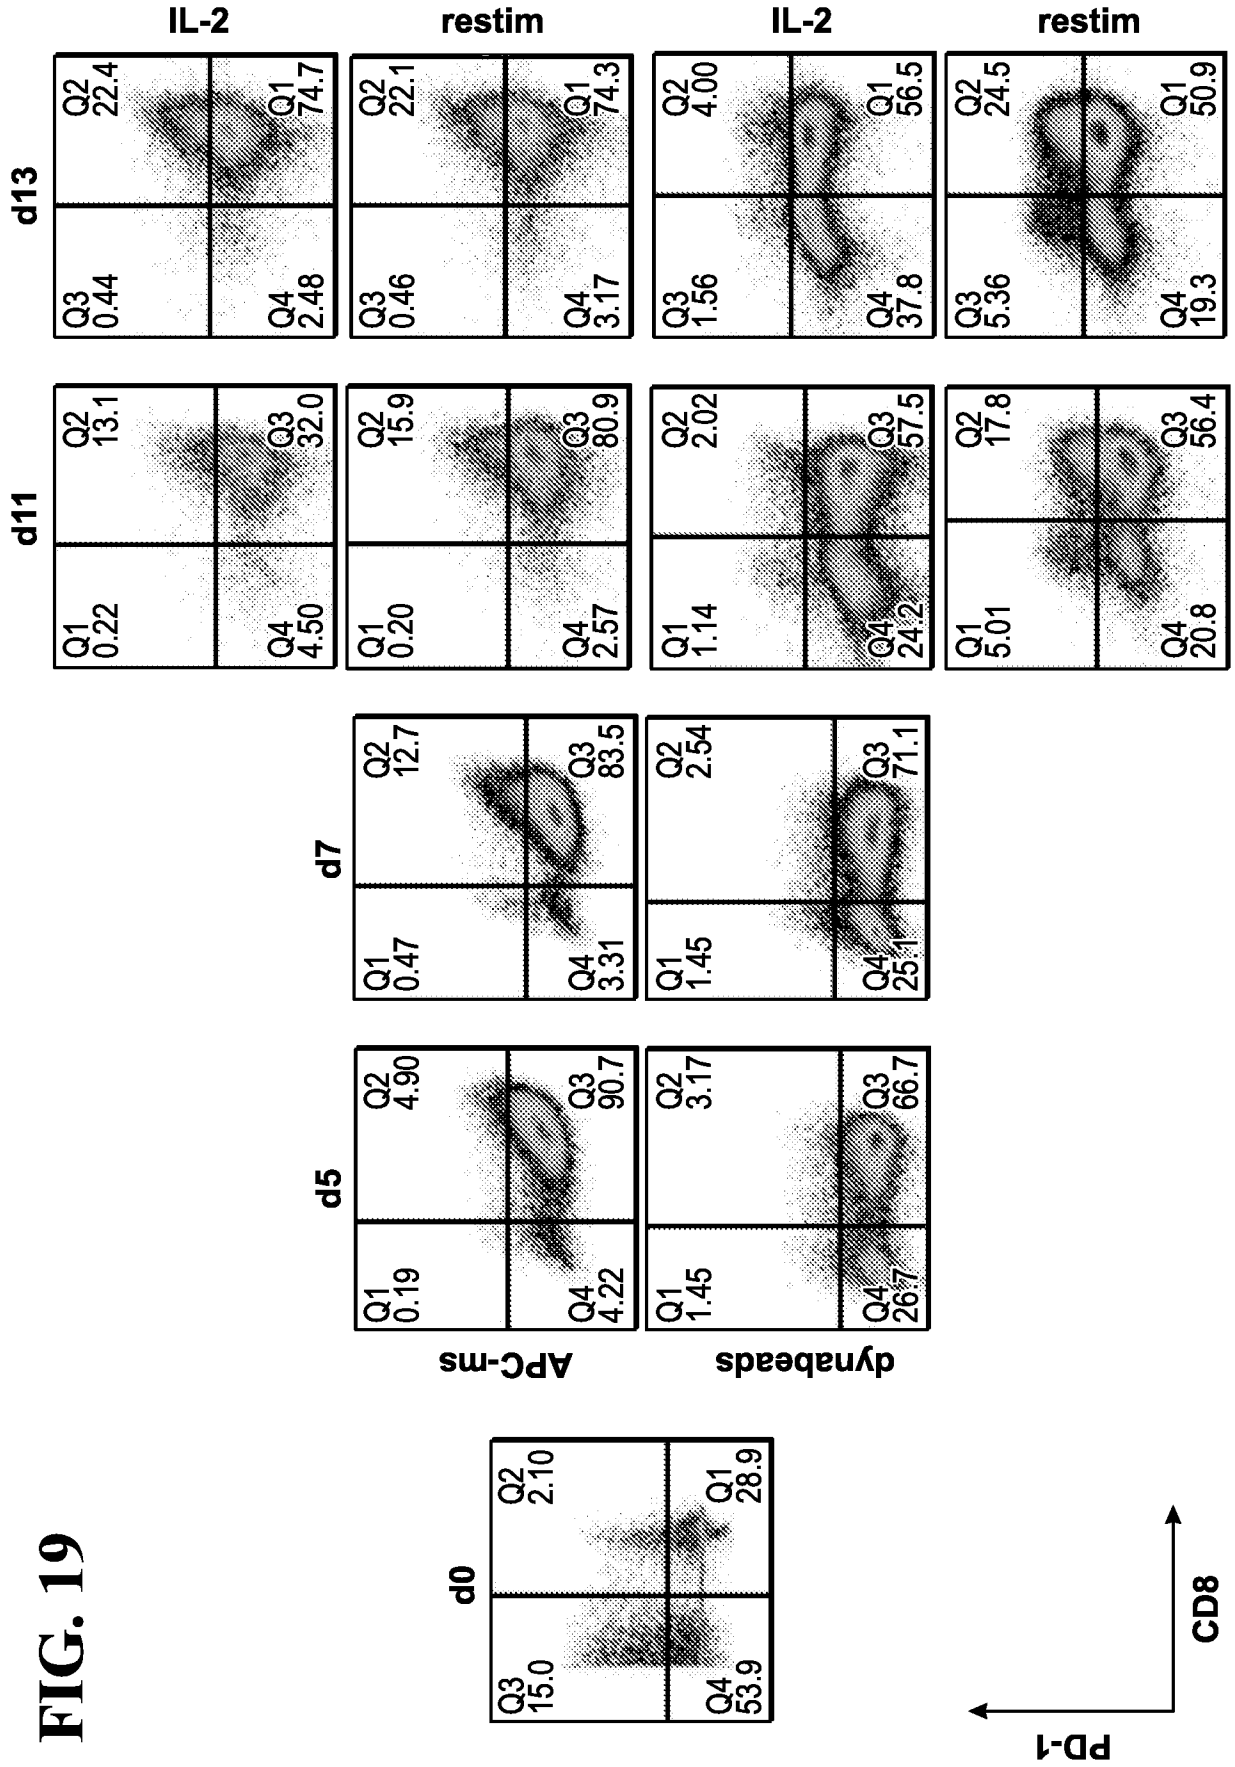 FIG. 19
d0
Q3
15.0
Q2
2.10
Q4
53.9
Q1
28.9
PD-1
CD8
APC-ms
dynabeads
d5
Q1
0.19
Q2
4.90
Q4
4.22
Q3
90.7
Q1
1.45
Q2
3.17
Q4
26.7
Q3
66.7
d7
Q1
0.47
Q2
12.7
Q4
3.31
Q3
83.5
Q1
1.45
Q2
2.54
Q4
25.1
Q3
71.1
d11
Q1
0.22
Q2
13.1
Q4
4.50
Q3
32.0
Q1
0.20
Q2
15.9
Q4
2.57
Q3
80.9
Q1
1.14
Q2
2.02
Q4
24.2
Q3
57.5
Q1
5.01
Q2
17.8
Q4
20.8
Q3
56.4
d13
Q3
0.44
Q2
22.4
Q4
2.48
Q1
74.7
IL-2
Q3
0.46
Q2
22.1
Q4
3.17
Q1
74.3
restim
Q3
1.56
Q2
4.00
Q4
37.8
Q1
56.5
IL-2
Q3
5.36
Q2
24.5
Q4
19.3
Q1
50.9
restim